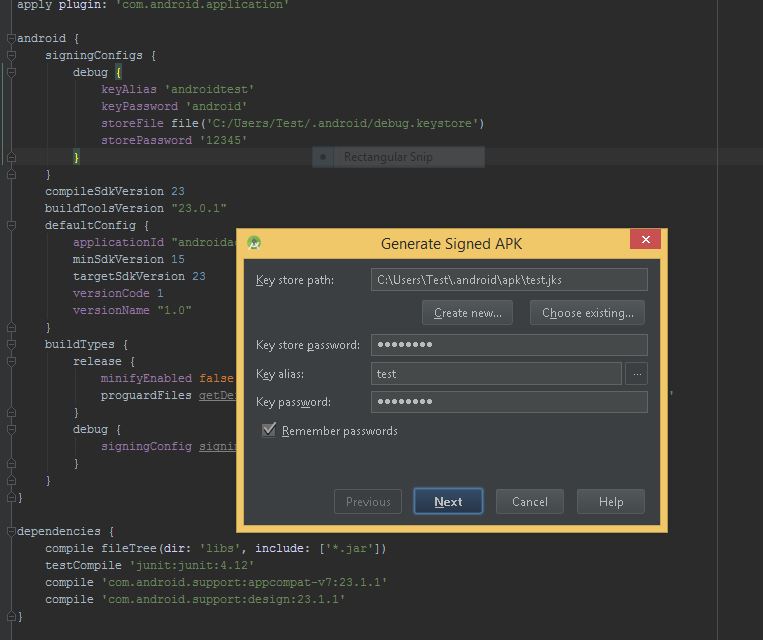 apply plugin: 'com.android.application'
android {
signingConfigs {
debug {
keyAlias 'androidtest'
keyPassword 'android'
storeFile file('C:/Users/Test/.android/debug.keystore')
storePassword '12345'
}
Rectangular Snip
}
compileSdkVersion 23
buildToolsVersion "23.0.1"
defaultConfig {
applicationId "androida
minSdkVersion 15
targetSdkVersion 23
versionCode 1
versionName "1.0"
}
buildTypes {
release {
minifyEnabled false
proguardFiles getDe
'
}
debug {
signingConfig signi
}
}
}
dependencies {
compile fileTree(dir: 'libs', include: ['*.jar'])
testCompile 'junit:junit:4.12'
compile 'com.android.support:appcompat-v7:23.1.1'
compile 'com.android.support:design:23.1.1'
}
Generate Signed APK
Key store path: C:\Users\Test\.android\apk\test.jks
Create new... Choose existing...
Key store password: ••••••••
Key alias: test ...
Key password: ••••••••
Remember passwords
Previous Next Cancel Help